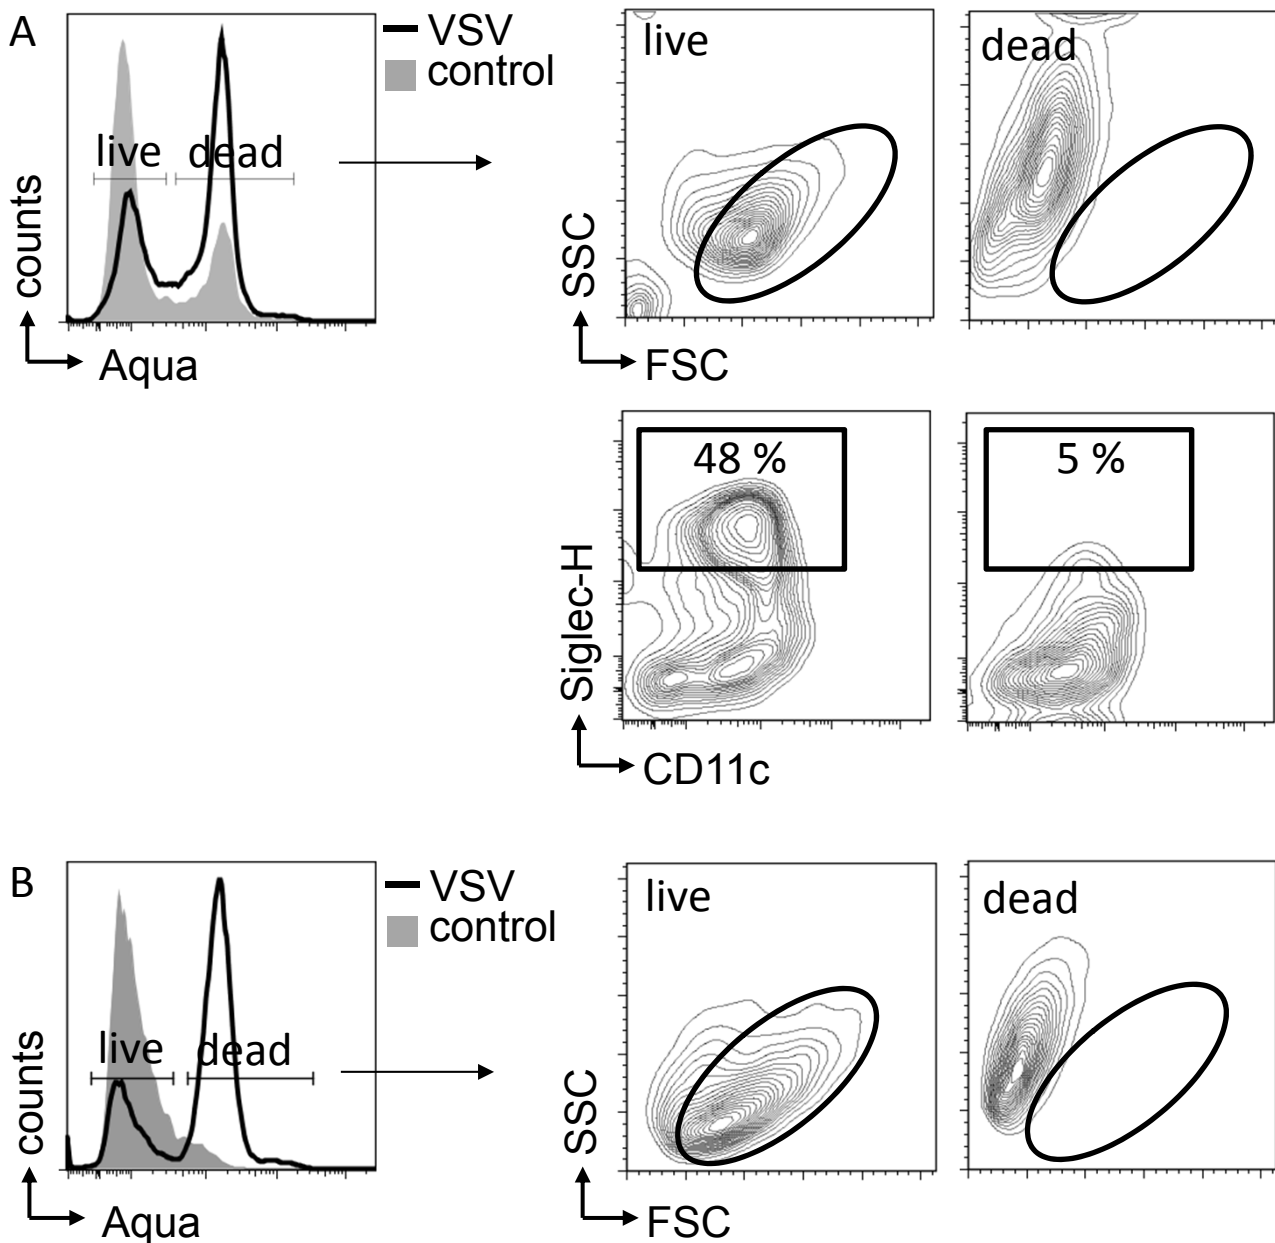 A
VSV
control
live
dead
counts
Aqua
live
dead
SSC
FSC
48 %
5 %
Siglec-H
CD11c
B
VSV
control
live
dead
counts
Aqua
live
dead
SSC
FSC